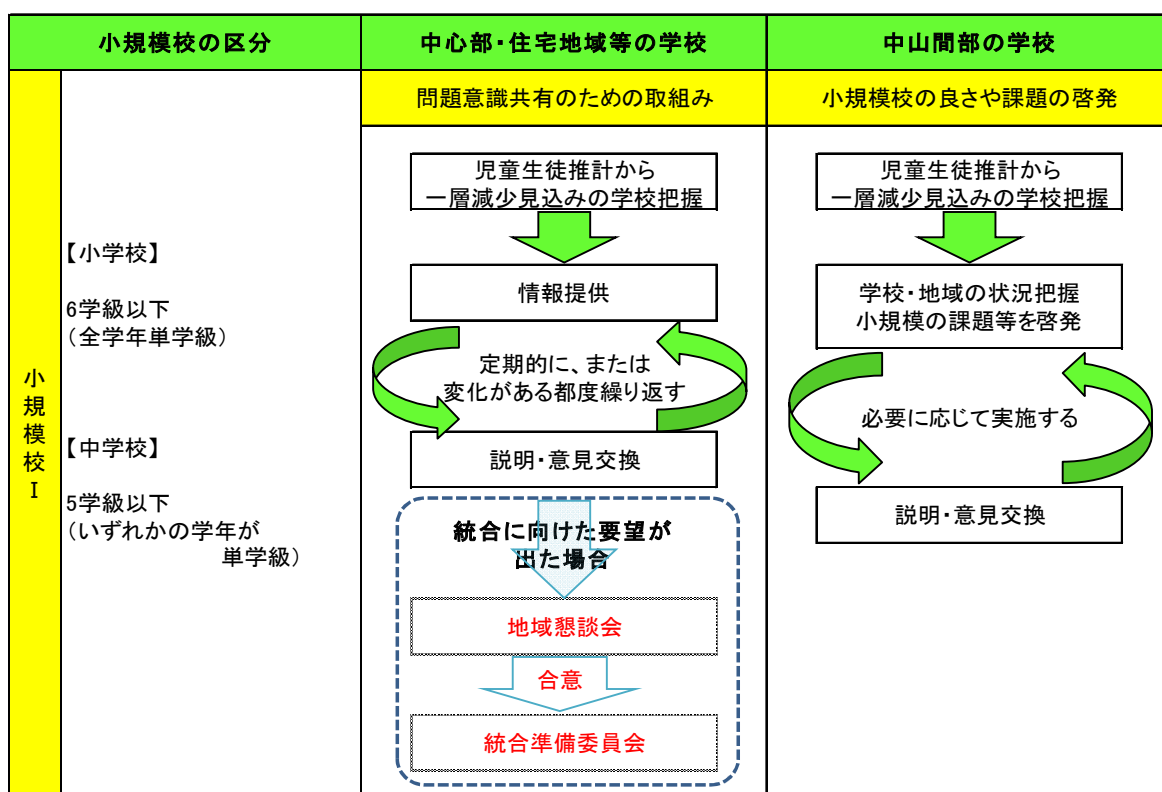 小規模校の区分
中心部・住宅地域等の学校
中山間部の学校
問題意識共有のための取組み
小規模校の良さや課題の啓発
小規模校Ⅰ
【小学校】
6学級以下
（全学年単学級）
【中学校】
5学級以下
（いずれかの学年が
単学級）
児童生徒推計から
一層減少見込みの学校把握
情報提供
定期的に、または
変化がある都度繰り返す
説明・意見交換
統合に向けた要望が
出た場合
地域懇談会
合意
統合準備委員会
児童生徒推計から
一層減少見込みの学校把握
学校・地域の状況把握
小規模の課題等を啓発
必要に応じて実施する
説明・意見交換